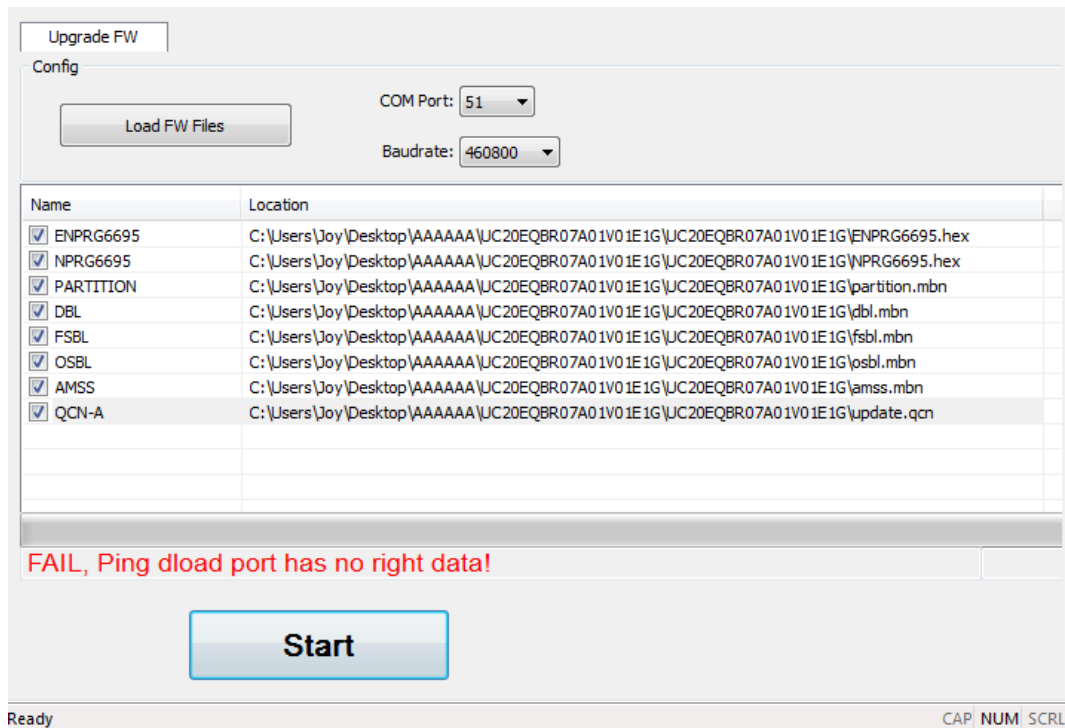 Upgrade FW
Config
Load FW Files
COM Port: 51
Baudrate: 460800
Name Location
ENPRG6695 C:\Users\Joy\Desktop\AAAAAA\UC20EQBR07A01V01E1G\UC20EQBR07A01V01E1G\ENPRG6695.hex
NPRG6695 C:\Users\Joy\Desktop\AAAAAA\UC20EQBR07A01V01E1G\UC20EQBR07A01V01E1G\NPRG6695.hex
PARTITION C:\Users\Joy\Desktop\AAAAAA\UC20EQBR07A01V01E1G\UC20EQBR07A01V01E1G\partition.mbn
DBL C:\Users\Joy\Desktop\AAAAAA\UC20EQBR07A01V01E1G\UC20EQBR07A01V01E1G\dbl.mbn
FSBL C:\Users\Joy\Desktop\AAAAAA\UC20EQBR07A01V01E1G\UC20EQBR07A01V01E1G\fsbl.mbn
OSBL C:\Users\Joy\Desktop\AAAAAA\UC20EQBR07A01V01E1G\UC20EQBR07A01V01E1G\osbl.mbn
AMSS C:\Users\Joy\Desktop\AAAAAA\UC20EQBR07A01V01E1G\UC20EQBR07A01V01E1G\amss.mbn
QCN-A C:\Users\Joy\Desktop\AAAAAA\UC20EQBR07A01V01E1G\UC20EQBR07A01V01E1G\update.qcn
FAIL, Ping dload port has no right data!
Start
Ready CAP NUM SCRL